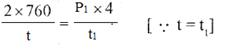 2×760/t = P₁×4/t₁ [ ∵ t = t₁]